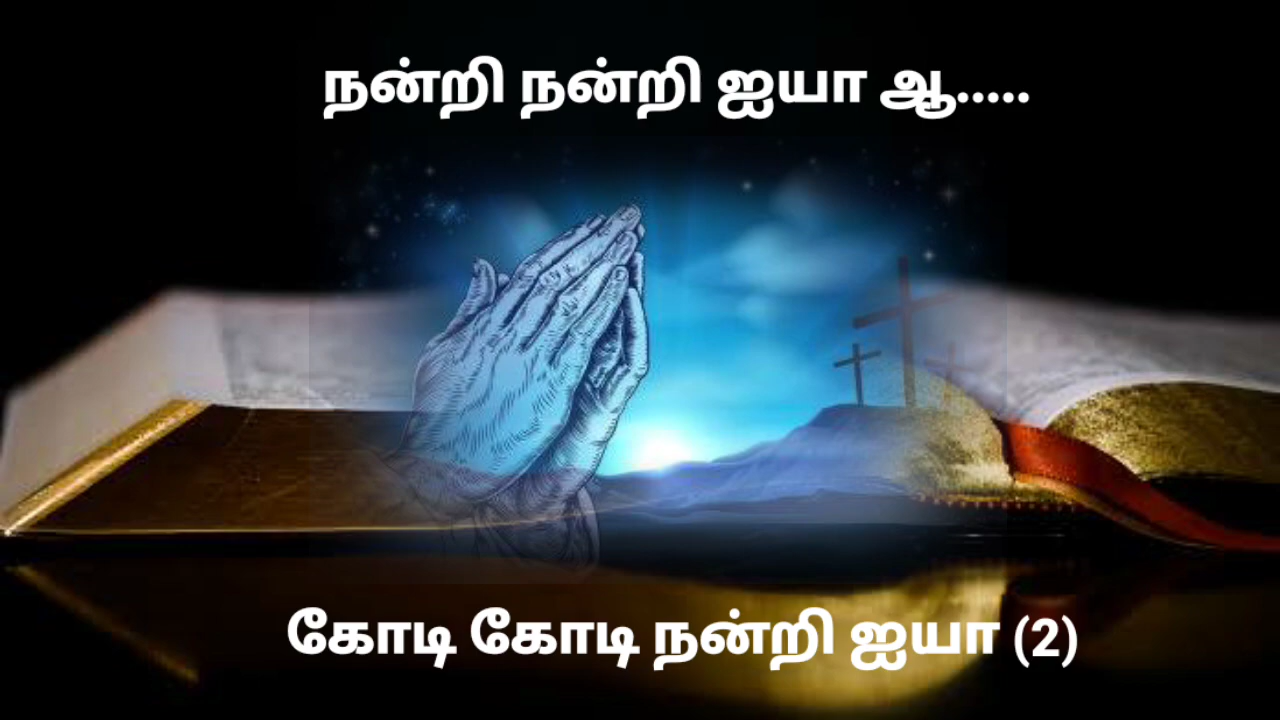 நன்றி நன்றி ஐயா ஆ.....
கோடி கோடி நன்றி ஐயா (2)